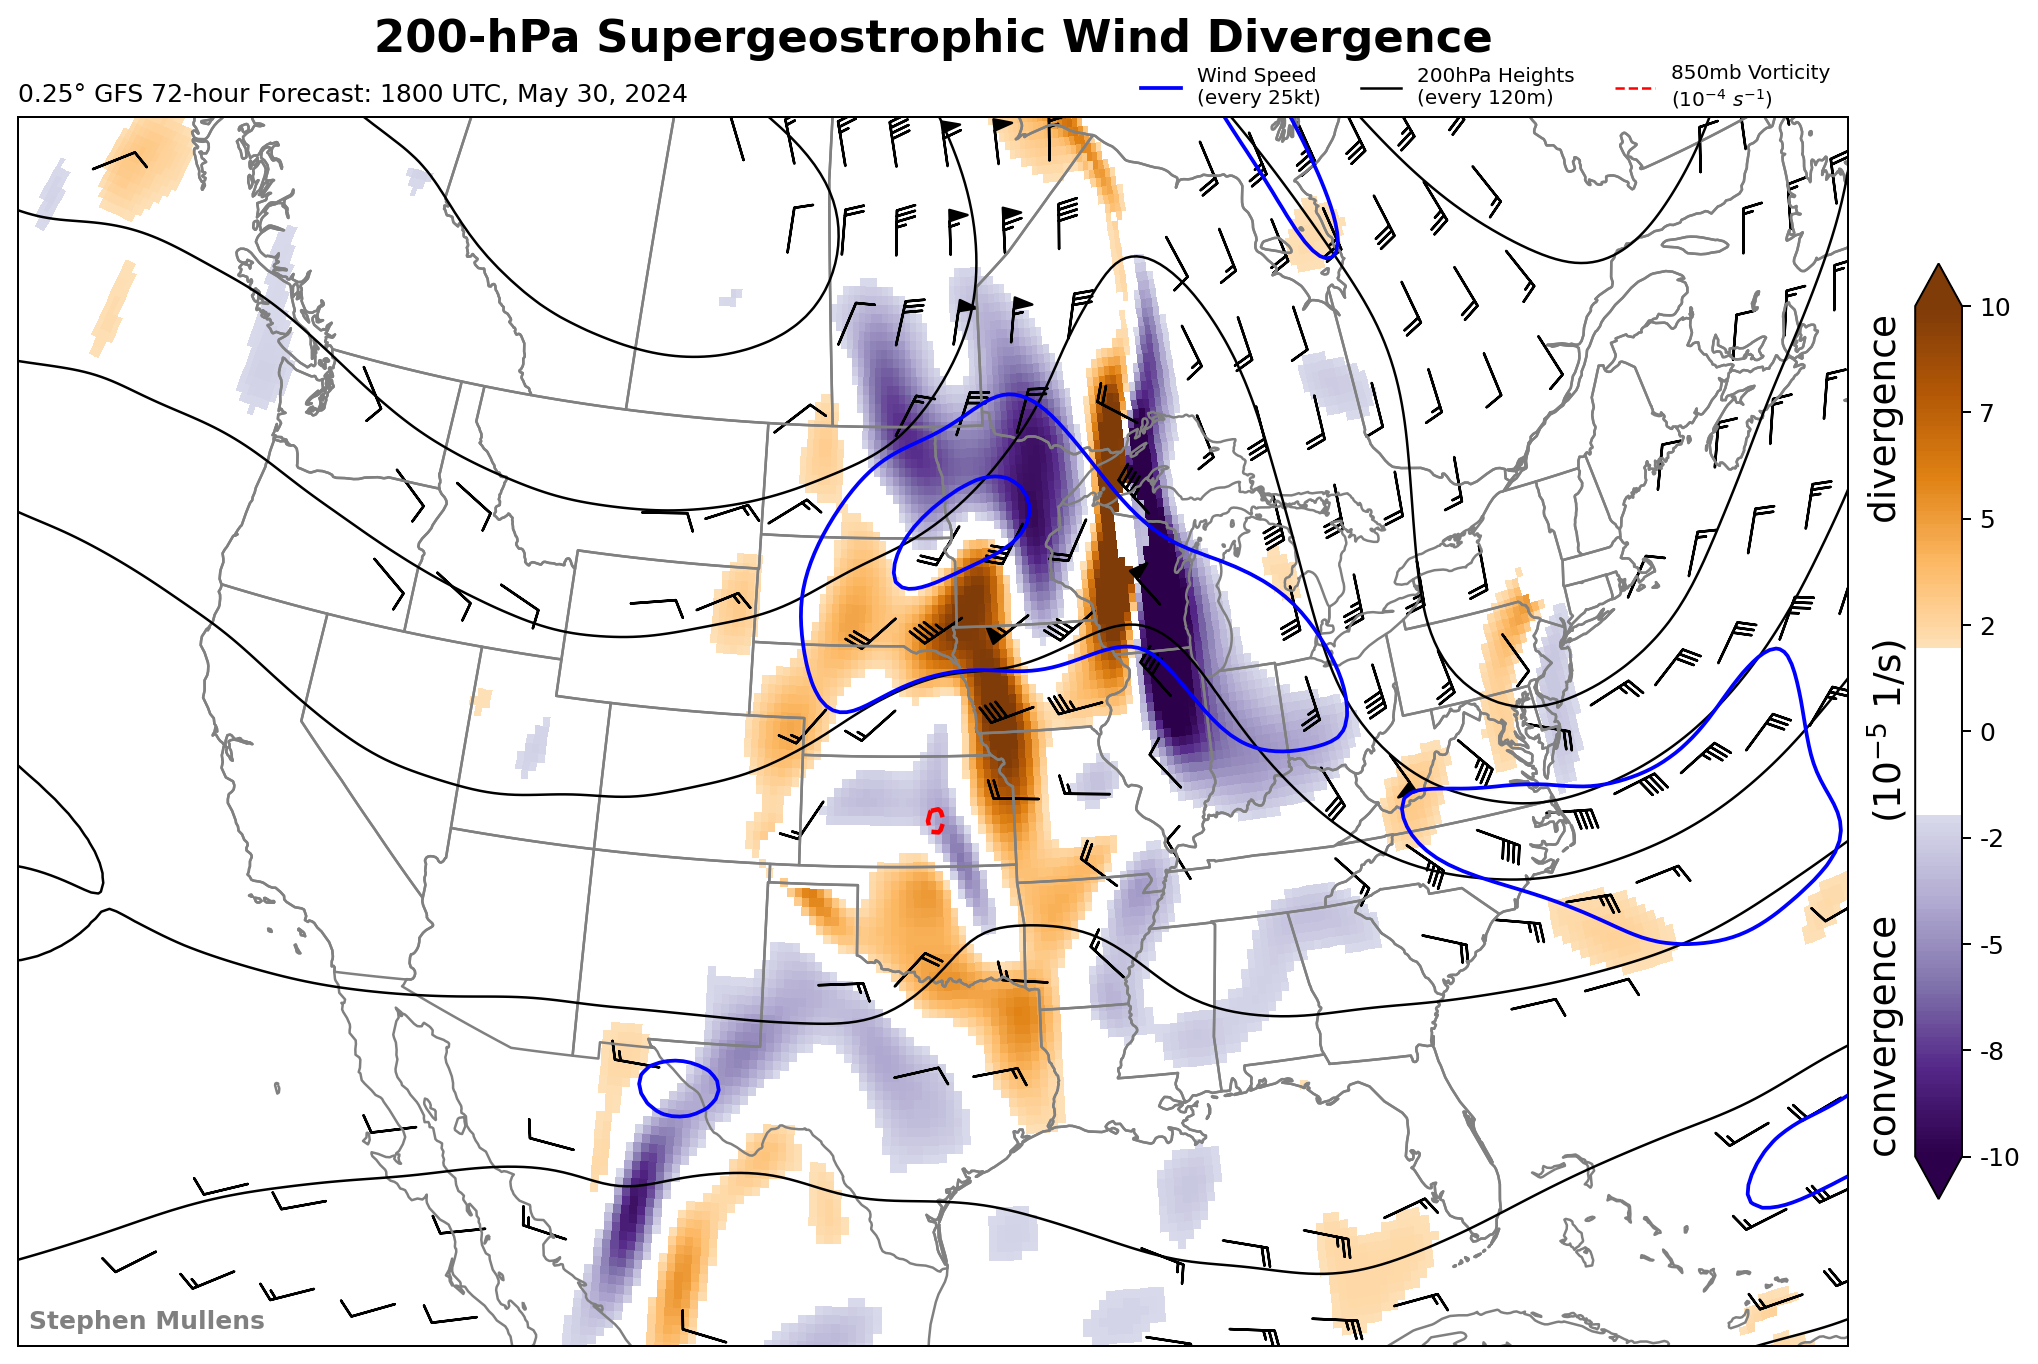 200-hPa Supergeostrophic Wind Divergence
0.25° GFS 72-hour Forecast: 1800 UTC, May 30, 2024
Wind Speed
(every 25kt)
200hPa Heights
(every 120m)
850mb Vorticity
(10⁻⁴ s⁻¹)
10
7
5
2
0
-2
-5
-8
-10
convergence (10⁻⁵ 1/s) divergence
Stephen Mullens